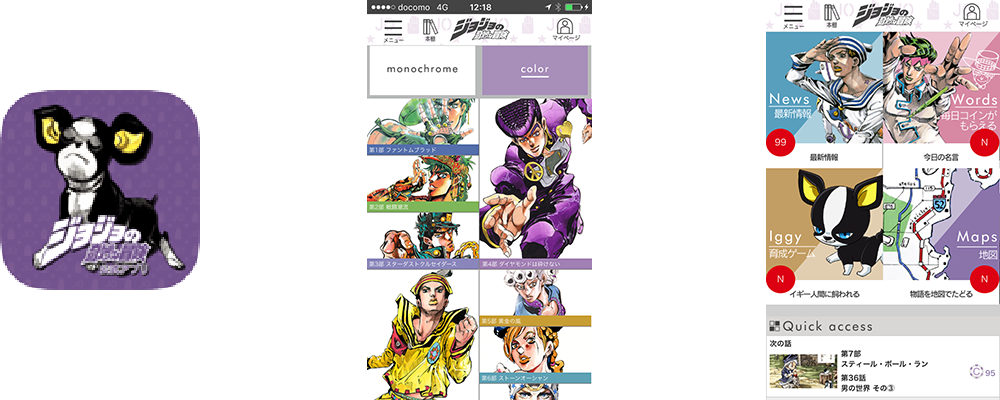 ジョジョの
奇妙な冒険
公式アプリ
docomo 4G 12:18
メニュー
本棚
ジョジョの
奇妙な冒険
マイページ
monochrome
color
第1部 ファントムブラッド
第2部 戦闘潮流
第3部 スターダストクルセイダース
第4部 ダイヤモンドは砕けない
第5部 黄金の風
第6部 ストーンオーシャン
メニュー
本棚
ジョジョの
奇妙な冒険
マイページ
News
最新情報
99
最新情報
Words
毎日コインが
もらえる
N
今日の名言
Iggy
育成ゲーム
N
イギー人間に飼われる
Maps
地図
N
物語を地図でたどる
Quick access
次の話
第7部
スティール・ボール・ラン
第36話
男の世界 その③
C 95